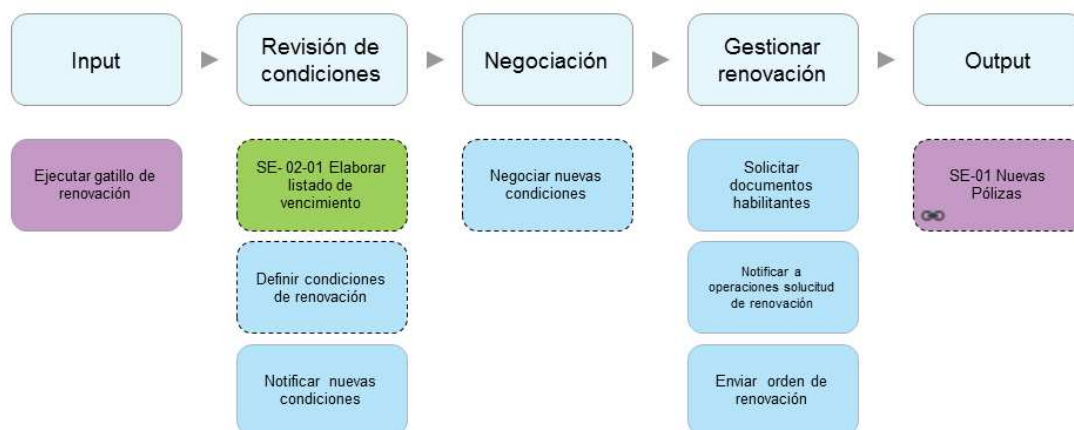 Input
Revisión de
condiciones
Negociación
Gestionar
renovación
Output
Ejecutar gatillo de
renovación
SE- 02-01 Elaborar
listado de
vencimiento
Negociar nuevas
condiciones
Solicitar
documentos
habilitantes
SE-01 Nuevas
Pólizas
Definir condiciones
de renovación
Notificar a
operaciones solucitud
de renovación
Notificar nuevas
condiciones
Enviar orden de
renovación